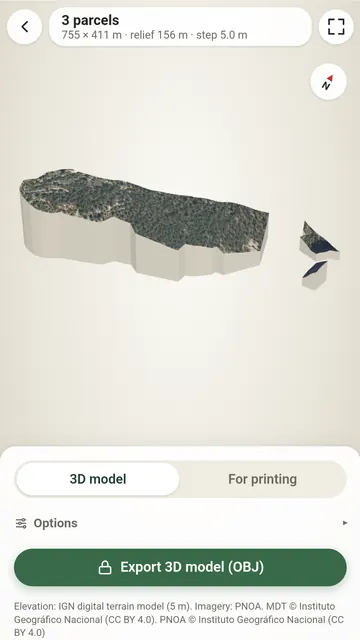 3 parcels
755 × 411 m · relief 156 m · step 5.0 m
N
3D model
For printing
Options
Export 3D model (OBJ)
Elevation: IGN digital terrain model (5 m). Imagery: PNOA. MDT © Instituto
Geográfico Nacional (CC BY 4.0). PNOA © Instituto Geográfico Nacional (CC
BY 4.0)